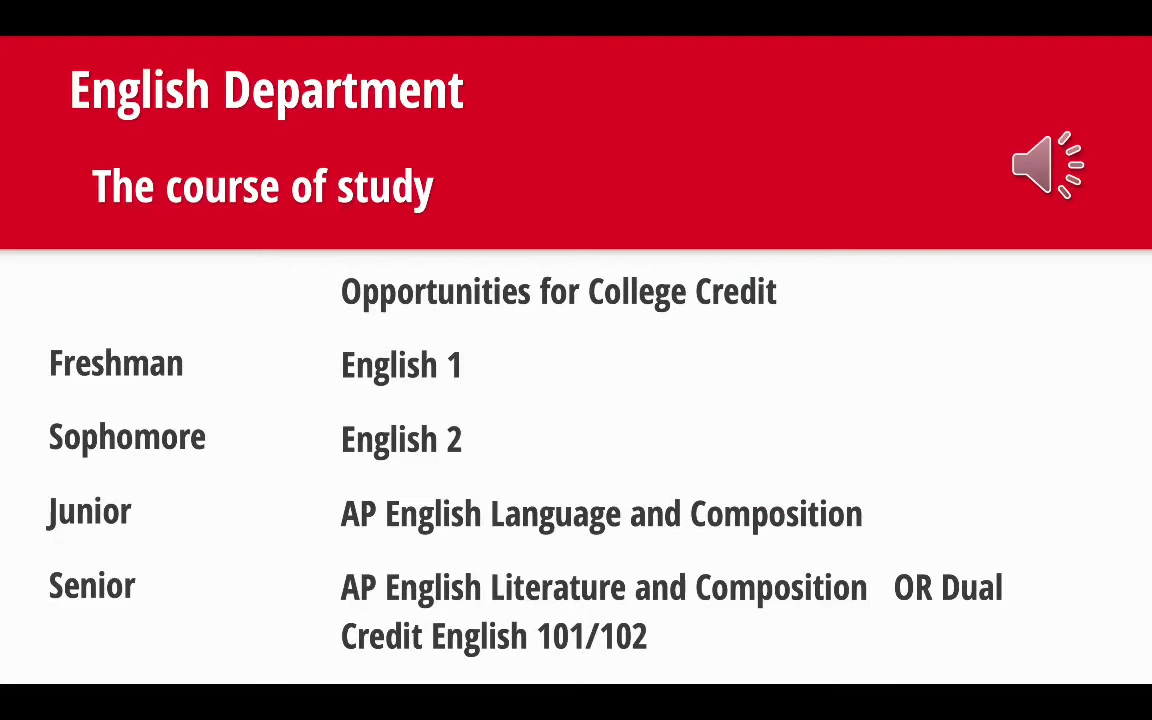 English Department
The course of study
Opportunities for College Credit
Freshman English 1
Sophomore English 2
Junior AP English Language and Composition
Senior AP English Literature and Composition OR Dual
Credit English 101/102